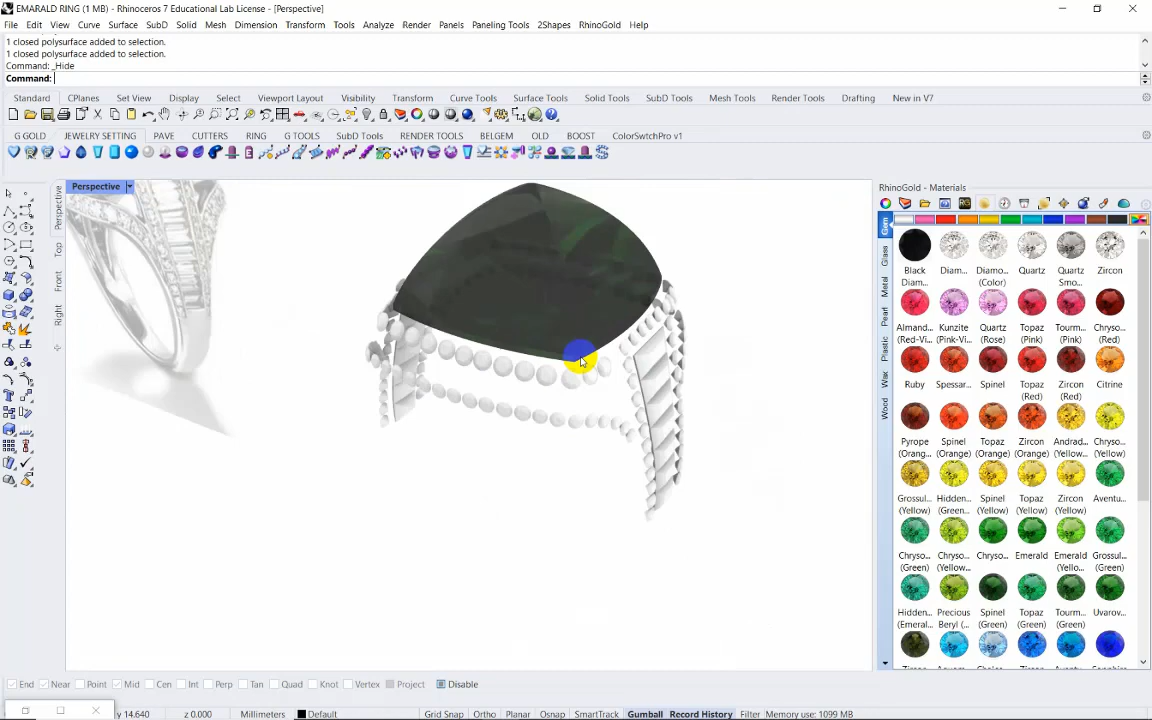 EMARALD RING (1 MB) - Rhinoceros 7 Educational Lab License - [Perspective]
File Edit View Curve Surface SubD Solid Mesh Dimension Transform Tools Analyze Render Panels Paneling Tools 2Shapes RhinoGold Help
1 closed polysurface added to selection.
1 closed polysurface added to selection.
Command: _Hide
Command:
Standard CPlanes Set View Display Select Viewport Layout Visibility Transform Curve Tools Surface Tools Solid Tools SubD Tools Mesh Tools Render Tools Drafting New in V7
G GOLD JEWELRY SETTING PAVE CUTTERS RING G TOOLS SubD Tools RENDER TOOLS BELGEM OLD BOOST ColorSwtchPro v1
Perspective
Perspective
Top
Front
Right
RhinoGold - Materials
Gem
Glass
Metal
Pearl
Plastic
Wax
Wood
Black Diam... Diam... Diamo... (Color) Quartz Quartz Smo... Zircon
Almand... (Red-Vi... Kunzite (Pink-Vi... Quartz (Rose) Topaz (Pink) Tourm... (Pink) Chryso... (Red)
Ruby Spessar... Spinel Topaz (Red) Zircon (Red) Citrine
Pyrope (Orang... Spinel (Orange) Topaz (Orange) Zircon (Orange) Andrad... (Yellow... Chryso... (Yellow)
Grossul... (Yellow) Hidden... (Green... Spinel (Yellow) Topaz (Yellow) Zircon (Yellow) Aventu...
Chryso... (Green) Chryso... (Yellow... Chryso... Emerald Emerald (Yello... Grossul... (Green)
Hidden... (Emeral... Precious Beryl (... Spinel (Green) Topaz (Green) Tourm... (Green) Uvarov...
End Near Point Mid Cen Int Perp Tan Quad Knot Vertex Project Disable
y 14.640 z 0.000 Millimeters Default Grid Snap Ortho Planar Osnap SmartTrack Gumball Record History Filter Memory use: 1099 MB